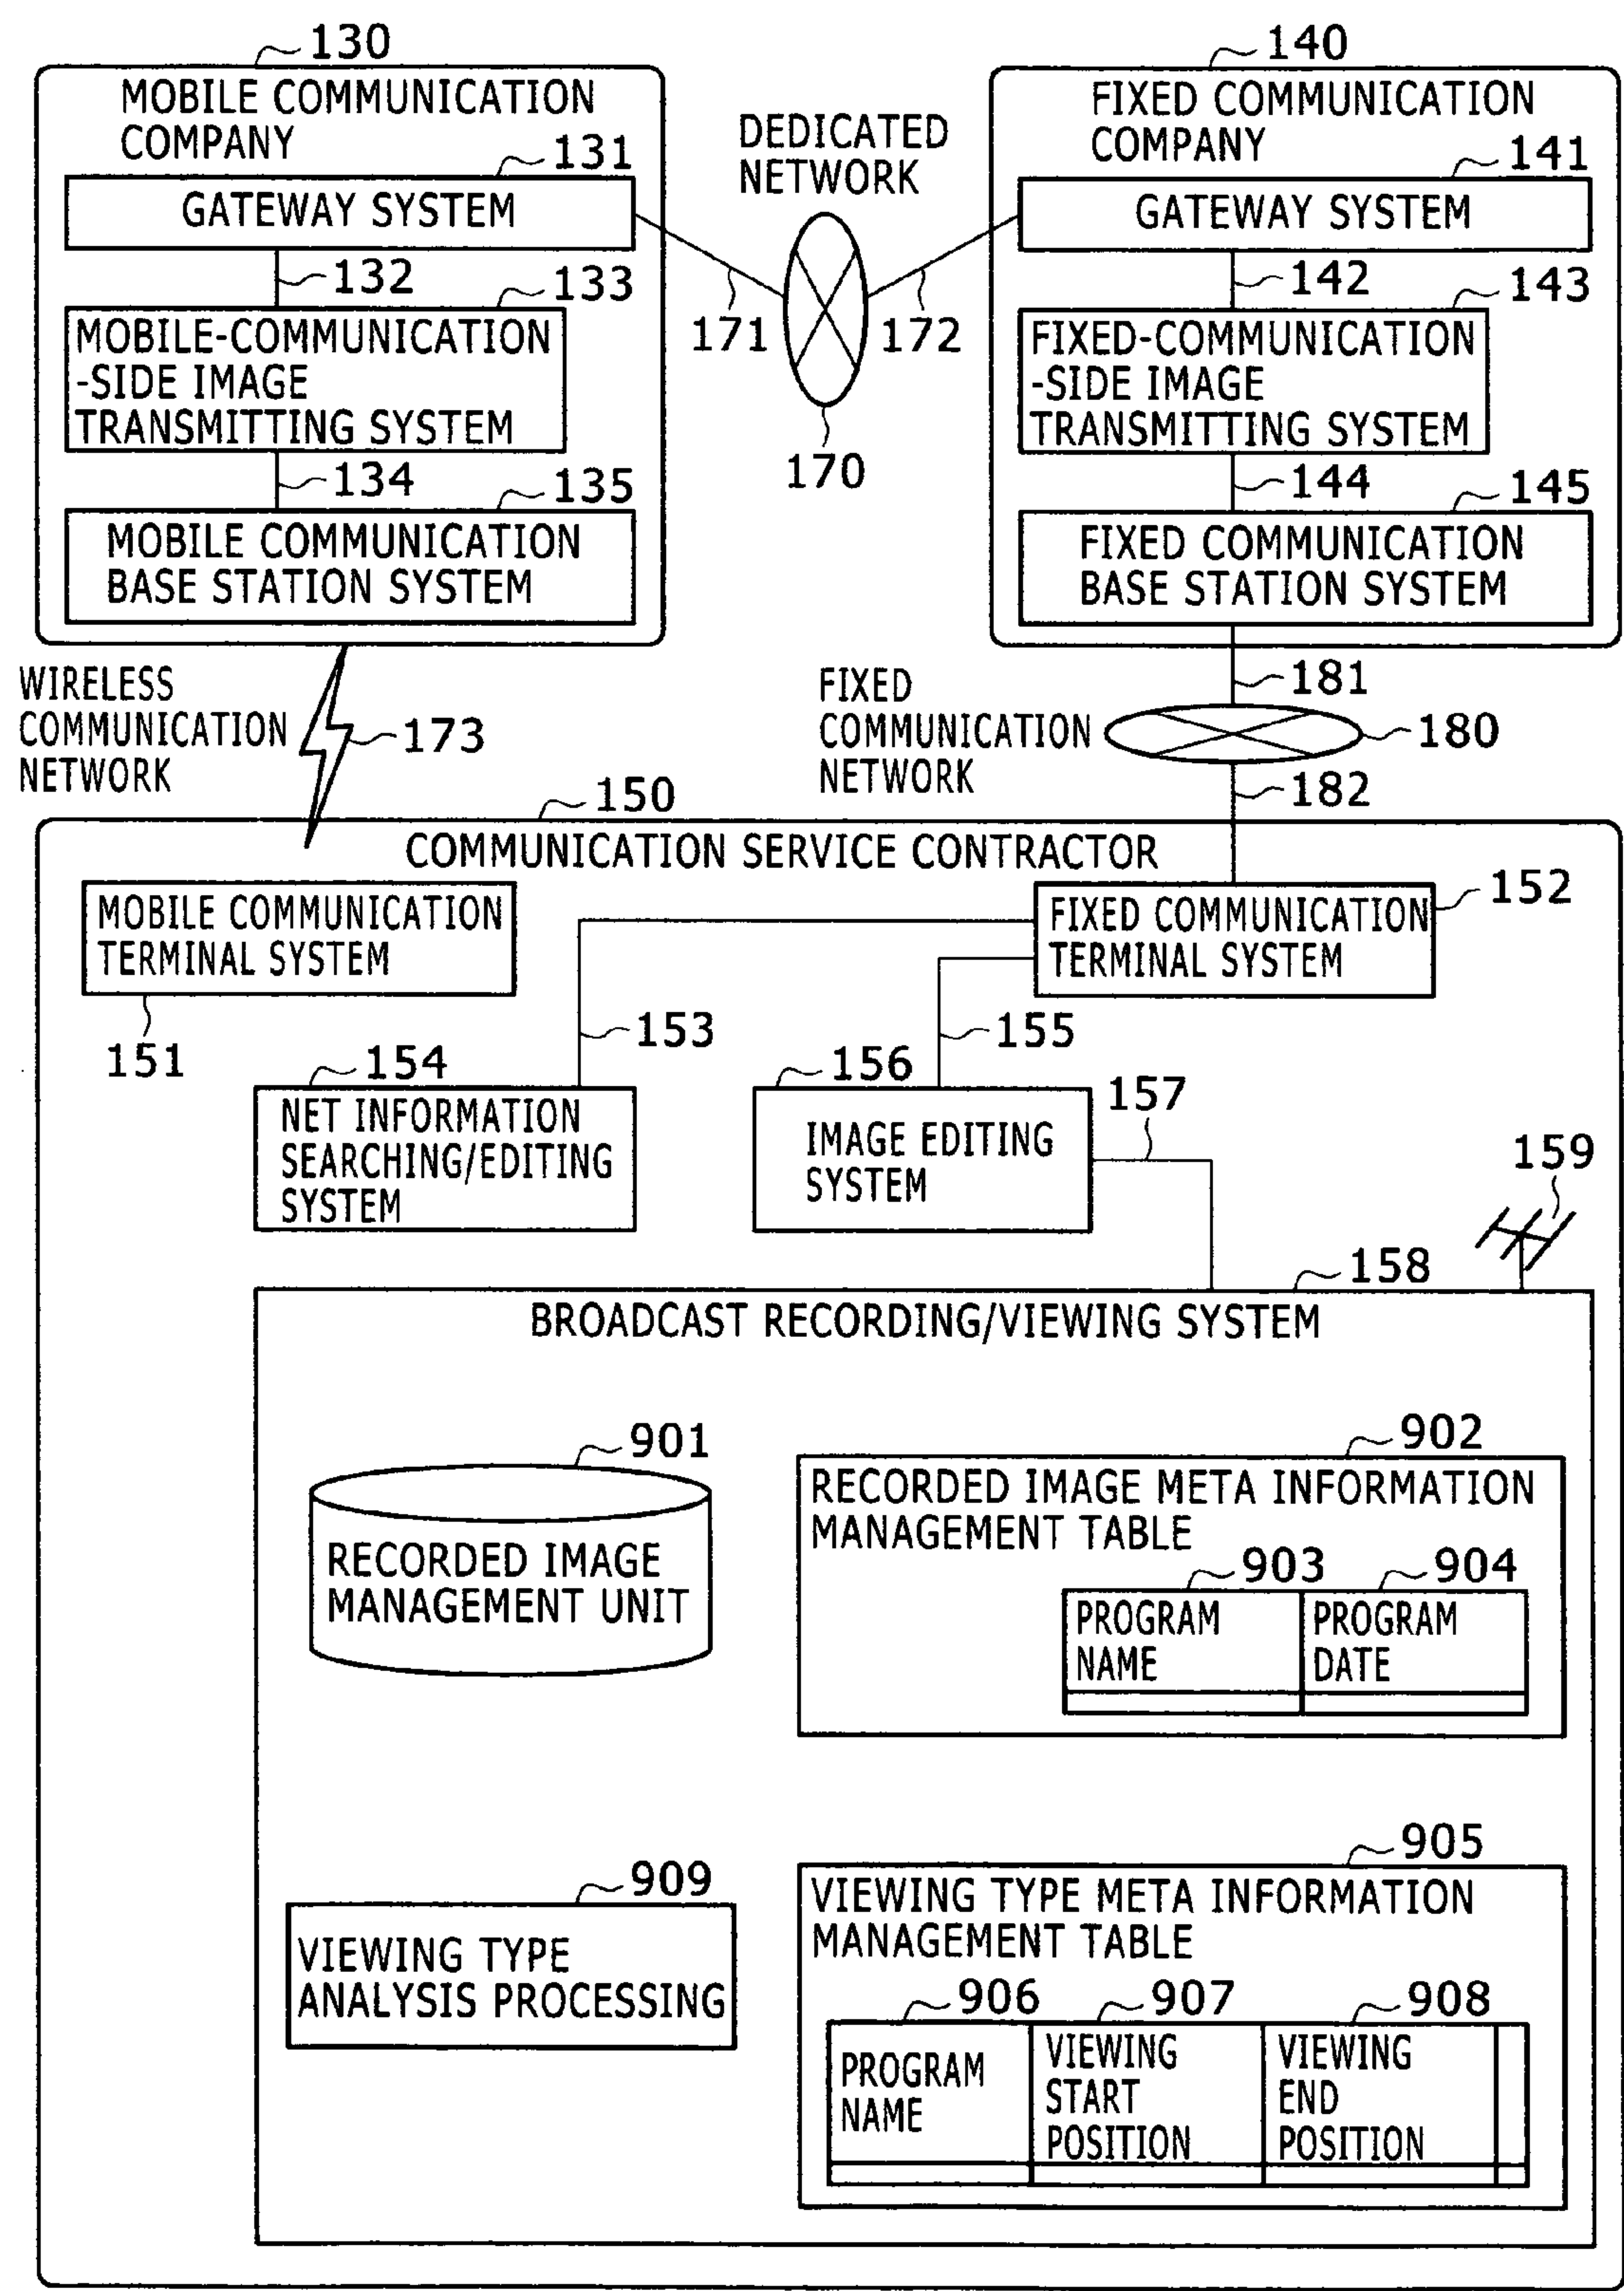 130
MOBILE COMMUNICATION
COMPANY
131
GATEWAY SYSTEM
132
133
MOBILE-COMMUNICATION
-SIDE IMAGE
TRANSMITTING SYSTEM
134
135
MOBILE COMMUNICATION
BASE STATION SYSTEM
DEDICATED
NETWORK
171
172
170
140
FIXED COMMUNICATION
COMPANY
141
GATEWAY SYSTEM
142
143
FIXED-COMMUNICATION
-SIDE IMAGE
TRANSMITTING SYSTEM
144
145
FIXED COMMUNICATION
BASE STATION SYSTEM
WIRELESS
COMMUNICATION
NETWORK
173
FIXED
COMMUNICATION
NETWORK
181
180
182
150
COMMUNICATION SERVICE CONTRACTOR
MOBILE COMMUNICATION
TERMINAL SYSTEM
151
152
FIXED COMMUNICATION
TERMINAL SYSTEM
153
155
154
NET INFORMATION
SEARCHING/EDITING
SYSTEM
156
IMAGE EDITING
SYSTEM
157
159
158
BROADCAST RECORDING/VIEWING SYSTEM
901
RECORDED IMAGE
MANAGEMENT UNIT
902
RECORDED IMAGE META INFORMATION
MANAGEMENT TABLE
903
904
PROGRAM
NAME
PROGRAM
DATE
909
VIEWING TYPE
ANALYSIS PROCESSING
905
VIEWING TYPE META INFORMATION
MANAGEMENT TABLE
906
907
908
PROGRAM
NAME
VIEWING
START
POSITION
VIEWING
END
POSITION